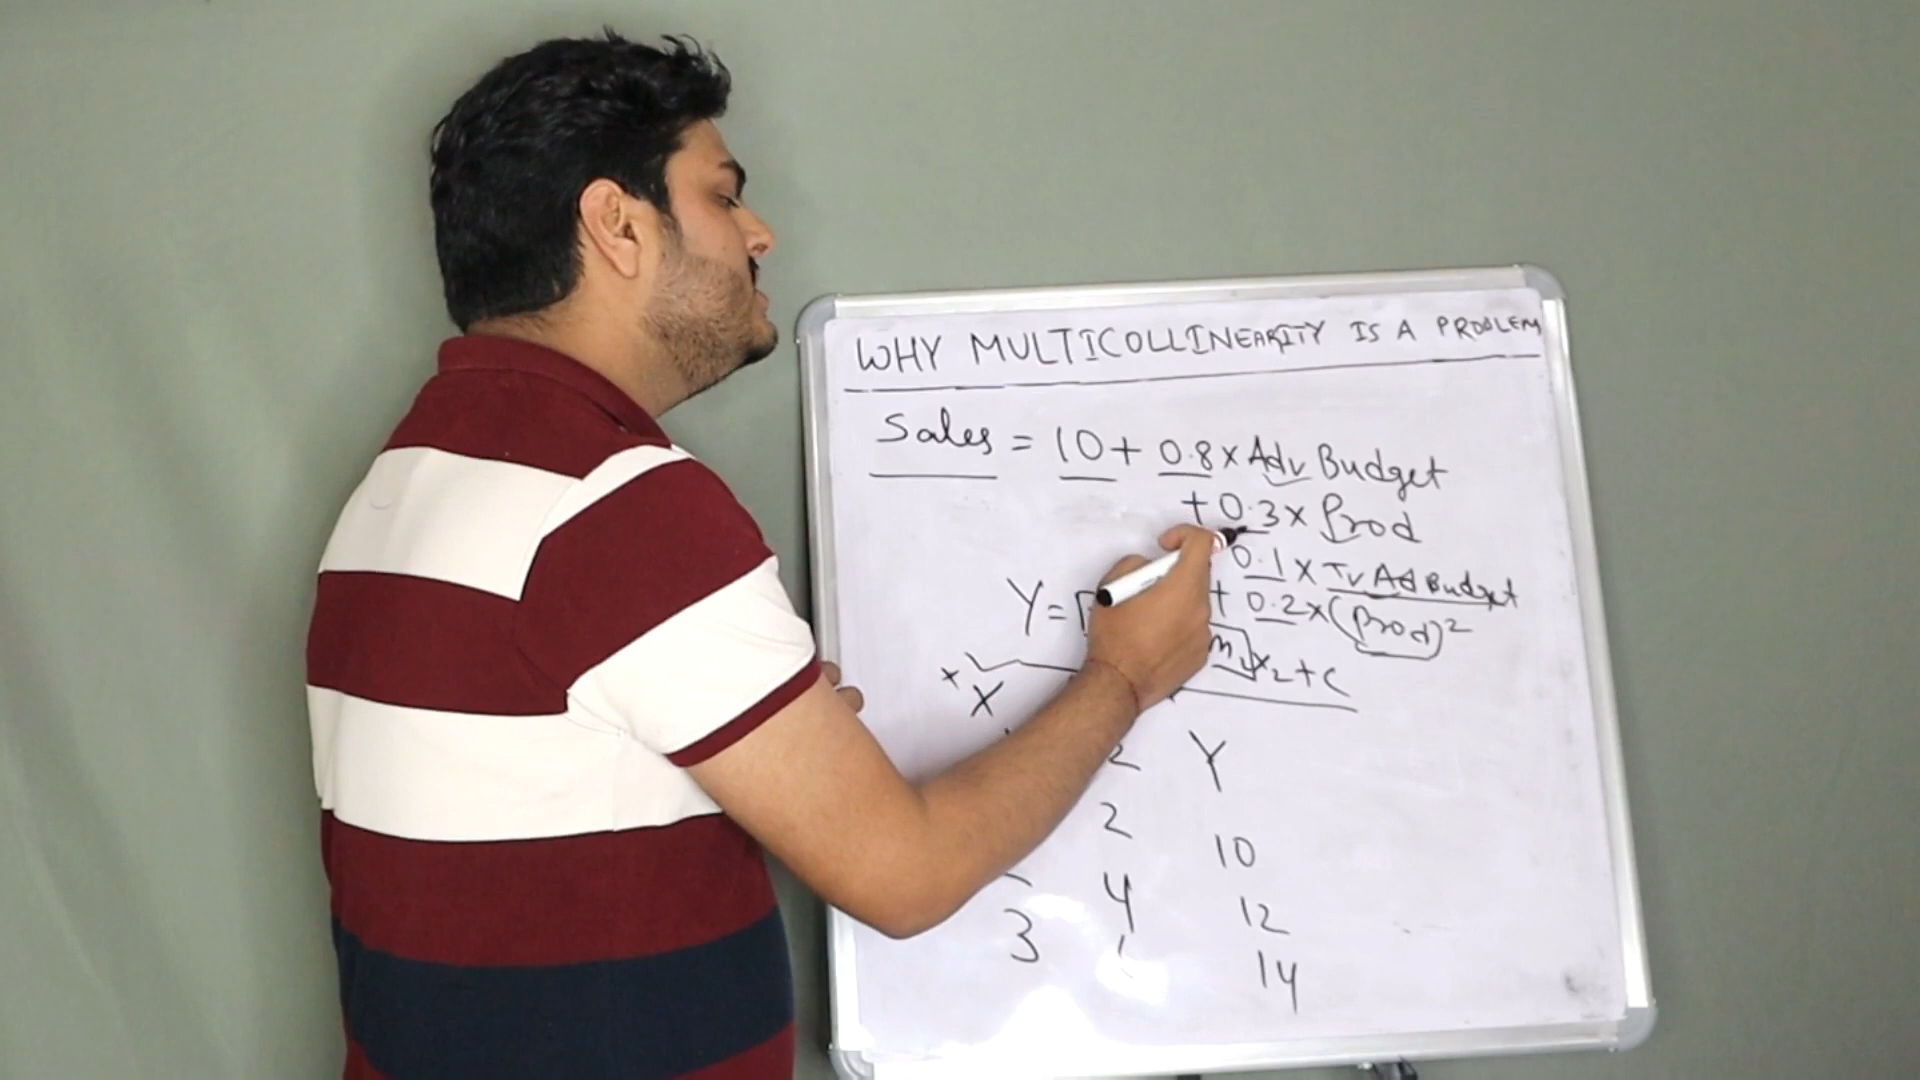 WHY MULTICOLLINEARITY IS A PROBLEM
Sales = 10 + 0.8 x Adv Budget
+ 0.3 x Prod
0.1 x TV Ad Budget
+ 0.2 x (Prod)²
Y =
m x₂ + c
x
X
2 Y
2
10
4
12
3
14